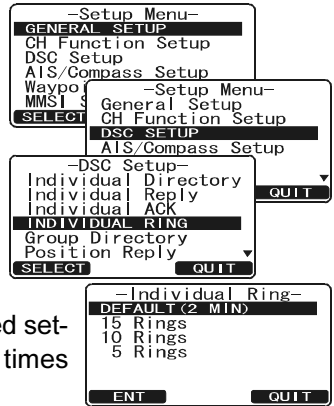 -Setup Menu-
GENERAL SETUP
CH Function Setup
DSC Setup
AIS/Compass Setup
Waypo
MMSI S
SELECT
-Setup Menu-
General Setup
CH Function Setup
DSC SETUP
AIS/Compass Setup
QUIT
-DSC Setup-
Individual Directory
Individual Reply
Individual ACK
INDIVIDUAL RING
Group Directory
Position Reply
SELECT QUIT
-Individual Ring-
DEFAULT(2 MIN)
15 Rings
10 Rings
5 Rings
ENT QUIT
ed set-
times